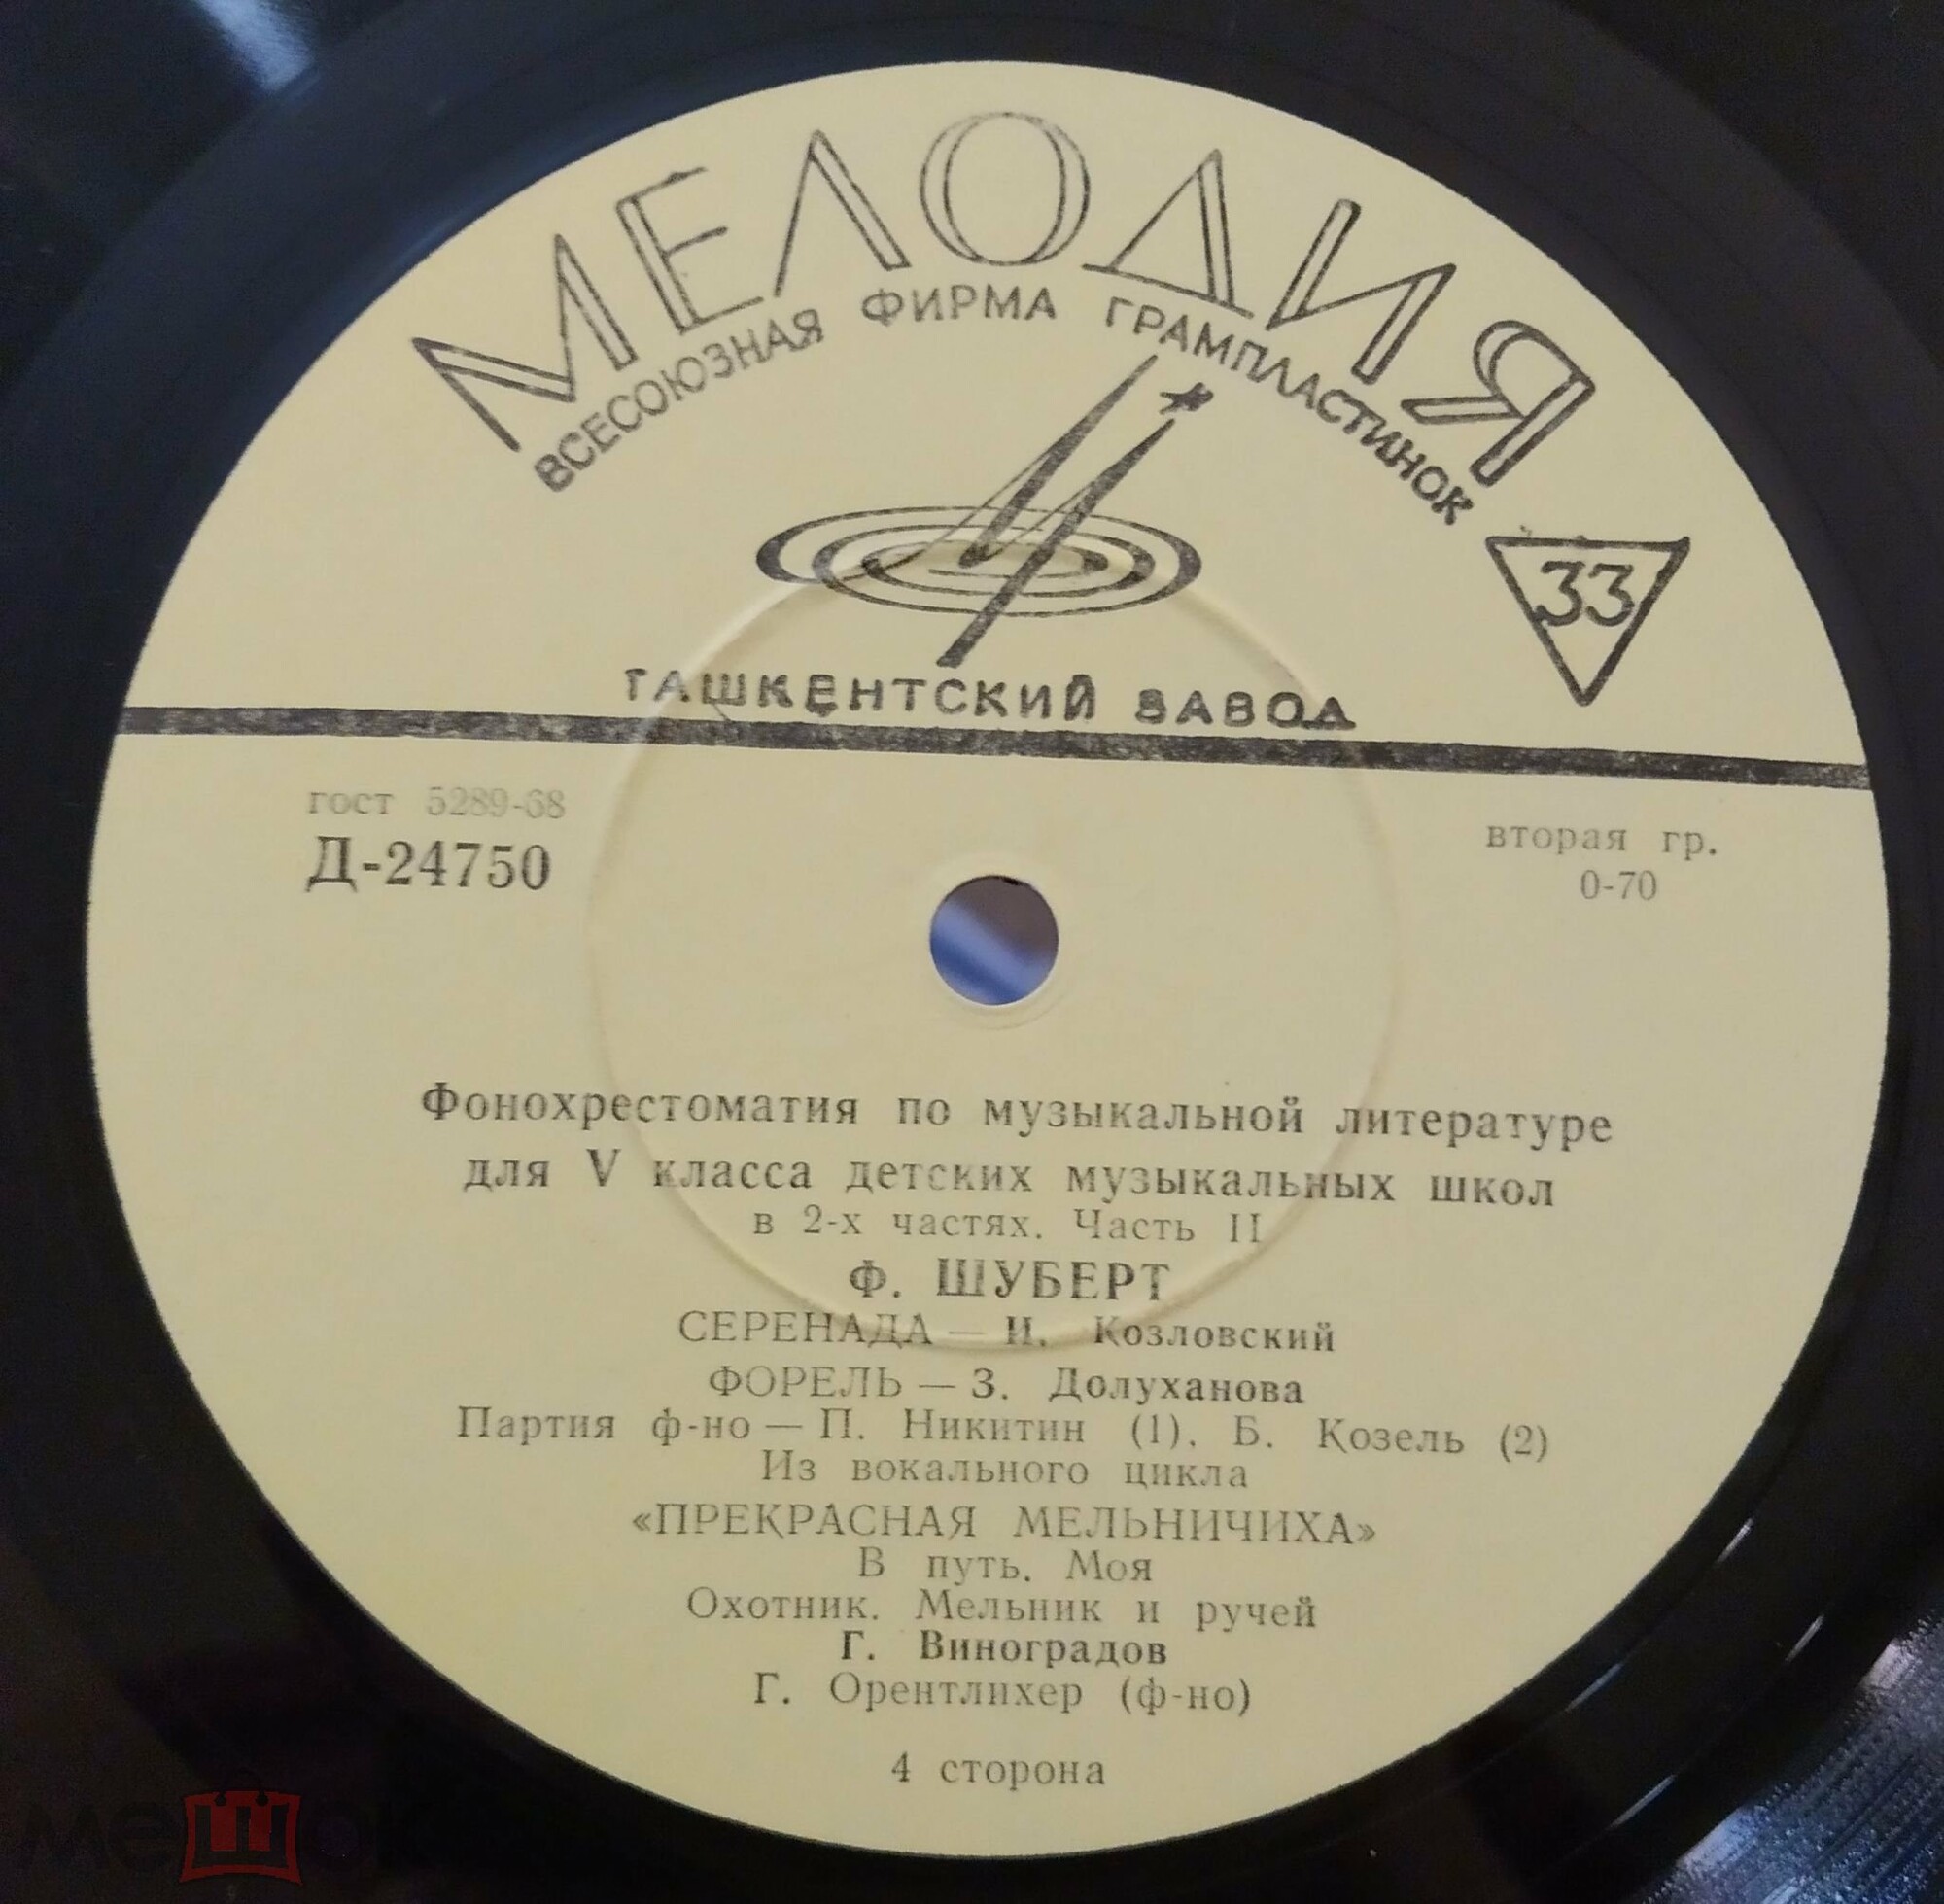 МЕЛОДИЯ
ВСЕСОЮЗНАЯ ФИРМА ГРАМПЛАСТИНОК
33
ТАШКЕНТСКИЙ ЗАВОД
гост 5289-68
Д-24750
вторая гр.
0-70
Фонохрестоматия по музыкальной литературе
для V класса детских музыкальных школ
в 2-х частях. Часть II
Ф. ШУБЕРТ
СЕРЕНАДА — И. Козловский
ФОРЕЛЬ — З. Долуханова
Партия ф-но — П. Никитин (1). Б. Козель (2)
Из вокального цикла
«ПРЕКРАСНАЯ МЕЛЬНИЧИХА»
В путь. Моя
Охотник. Мельник и ручей
Г. Виноградов
Г. Орентлихер (ф-но)
4 сторона
мешок